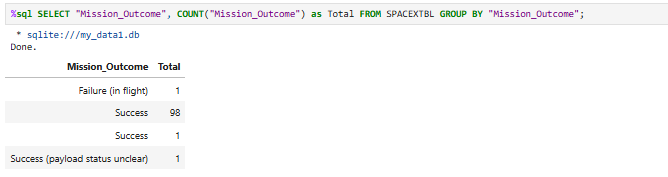 %sql SELECT "Mission_Outcome", COUNT("Mission_Outcome") as Total FROM SPACEXTBL GROUP BY "Mission_Outcome";
* sqlite:///my_data1.db
Done.
Mission_Outcome Total
Failure (in flight) 1
Success 98
Success 1
Success (payload status unclear) 1